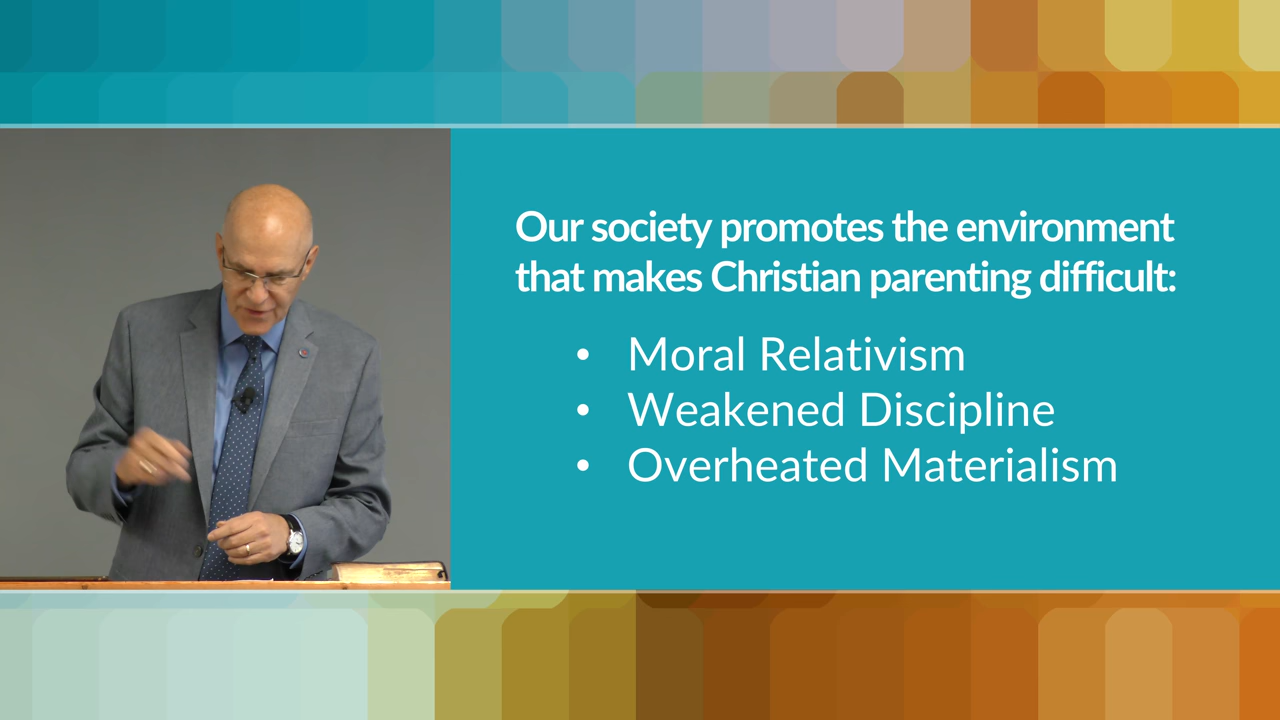 Our society promotes the environment
that makes Christian parenting difficult:
• Moral Relativism
• Weakened Discipline
• Overheated Materialism